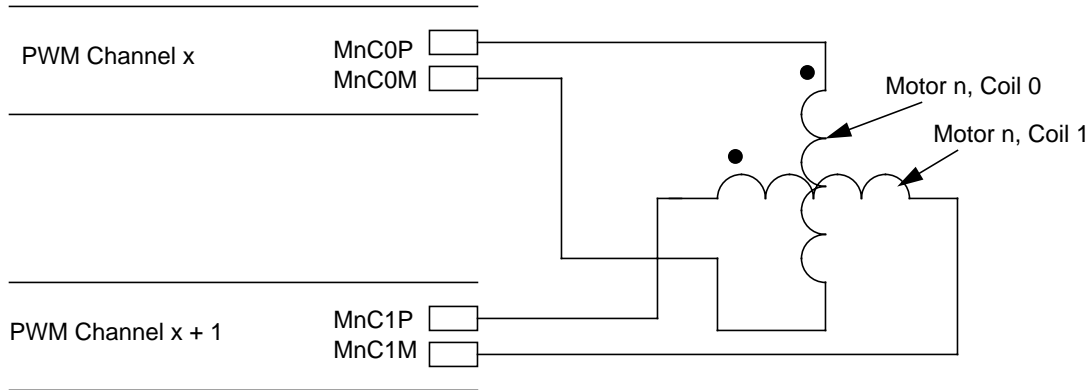 PWM Channel x
MnC0P
MnC0M
Motor n, Coil 0
Motor n, Coil 1
PWM Channel x + 1
MnC1P
MnC1M